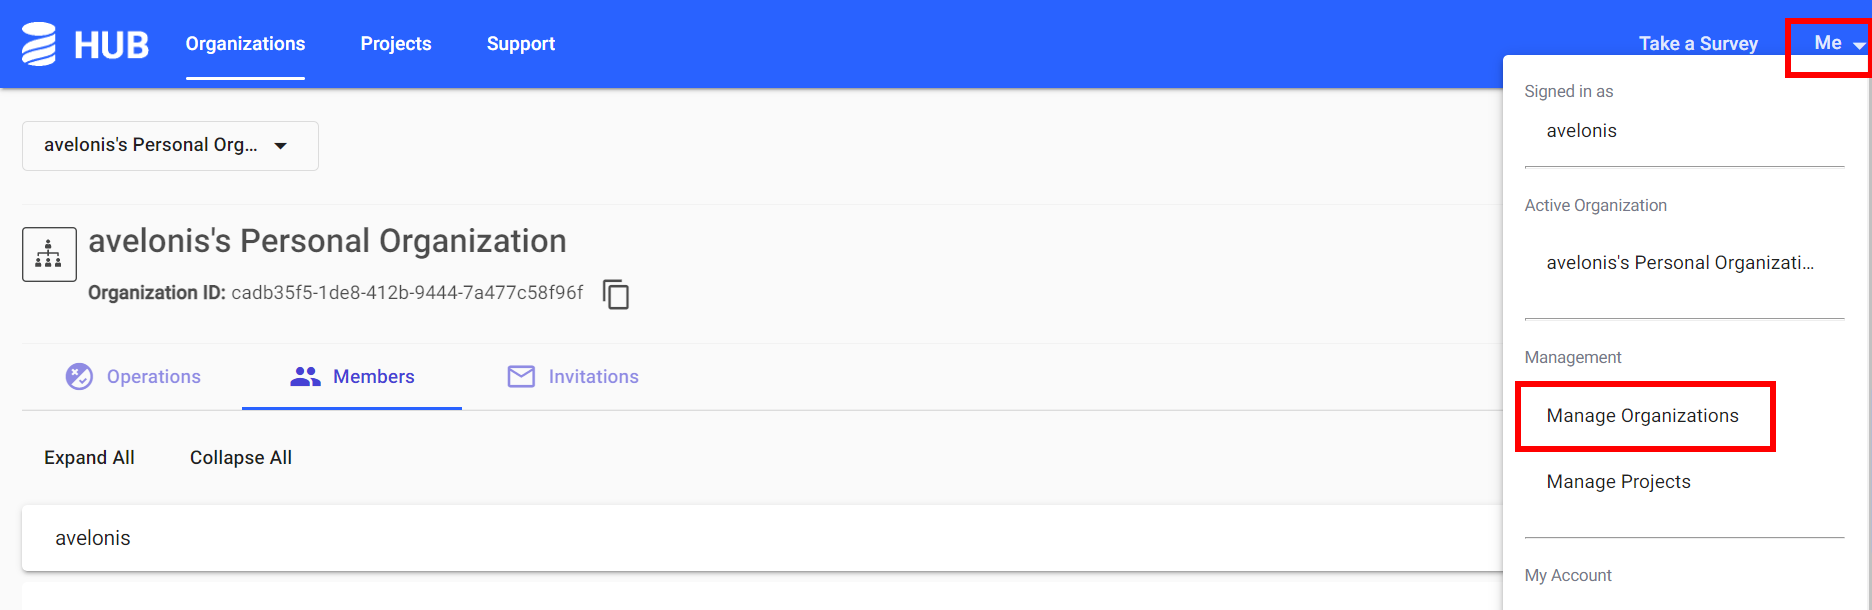 HUB Organizations Projects Support Take a Survey Me
avelonis's Personal Org...
avelonis's Personal Organization
Organization ID: cadb35f5-1de8-412b-9444-7a477c58f96f
Operations Members Invitations
Expand All Collapse All
avelonis
Signed in as
avelonis
Active Organization
avelonis's Personal Organizati...
Management
Manage Organizations
Manage Projects
My Account